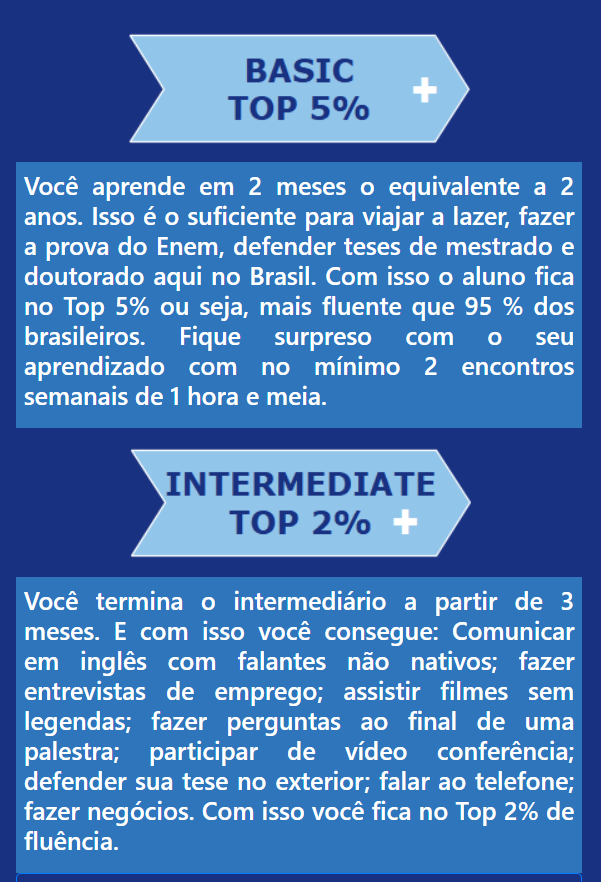 BASIC
TOP 5%
Você aprende em 2 meses o equivalente a 2
anos. Isso é o suficiente para viajar a lazer, fazer
a prova do Enem, defender teses de mestrado e
doutorado aqui no Brasil. Com isso o aluno fica
no Top 5% ou seja, mais fluente que 95 % dos
brasileiros. Fique surpreso com o seu
aprendizado com no mínimo 2 encontros
semanais de 1 hora e meia.
INTERMEDIATE
TOP 2%
Você termina o intermediário a partir de 3
meses. E com isso você consegue: Comunicar
em inglês com falantes não nativos; fazer
entrevistas de emprego; assistir filmes sem
legendas; fazer perguntas ao final de uma
palestra; participar de vídeo conferência;
defender sua tese no exterior; falar ao telefone;
fazer negócios. Com isso você fica no Top 2% de
fluência.